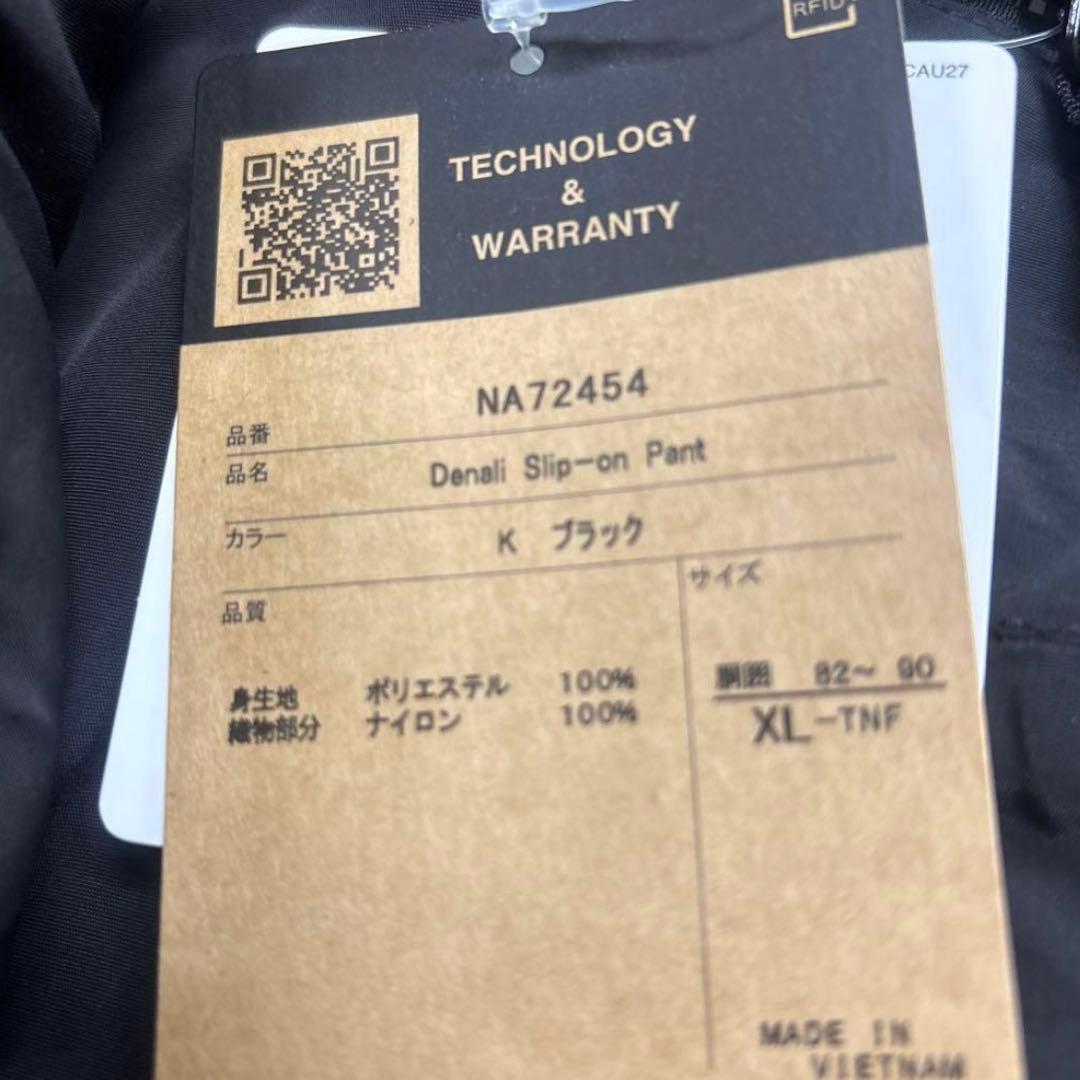 RFID
CAU27
TECHNOLOGY
&
WARRANTY
品番 NA72454
品名 Denali Slip-on Pant
カラー K ブラック
品質
サイズ
身生地 ポリエステル 100%
織物部分 ナイロン 100%
胴囲 82～ 90
XL-TNF
MADE IN
VIETNAM